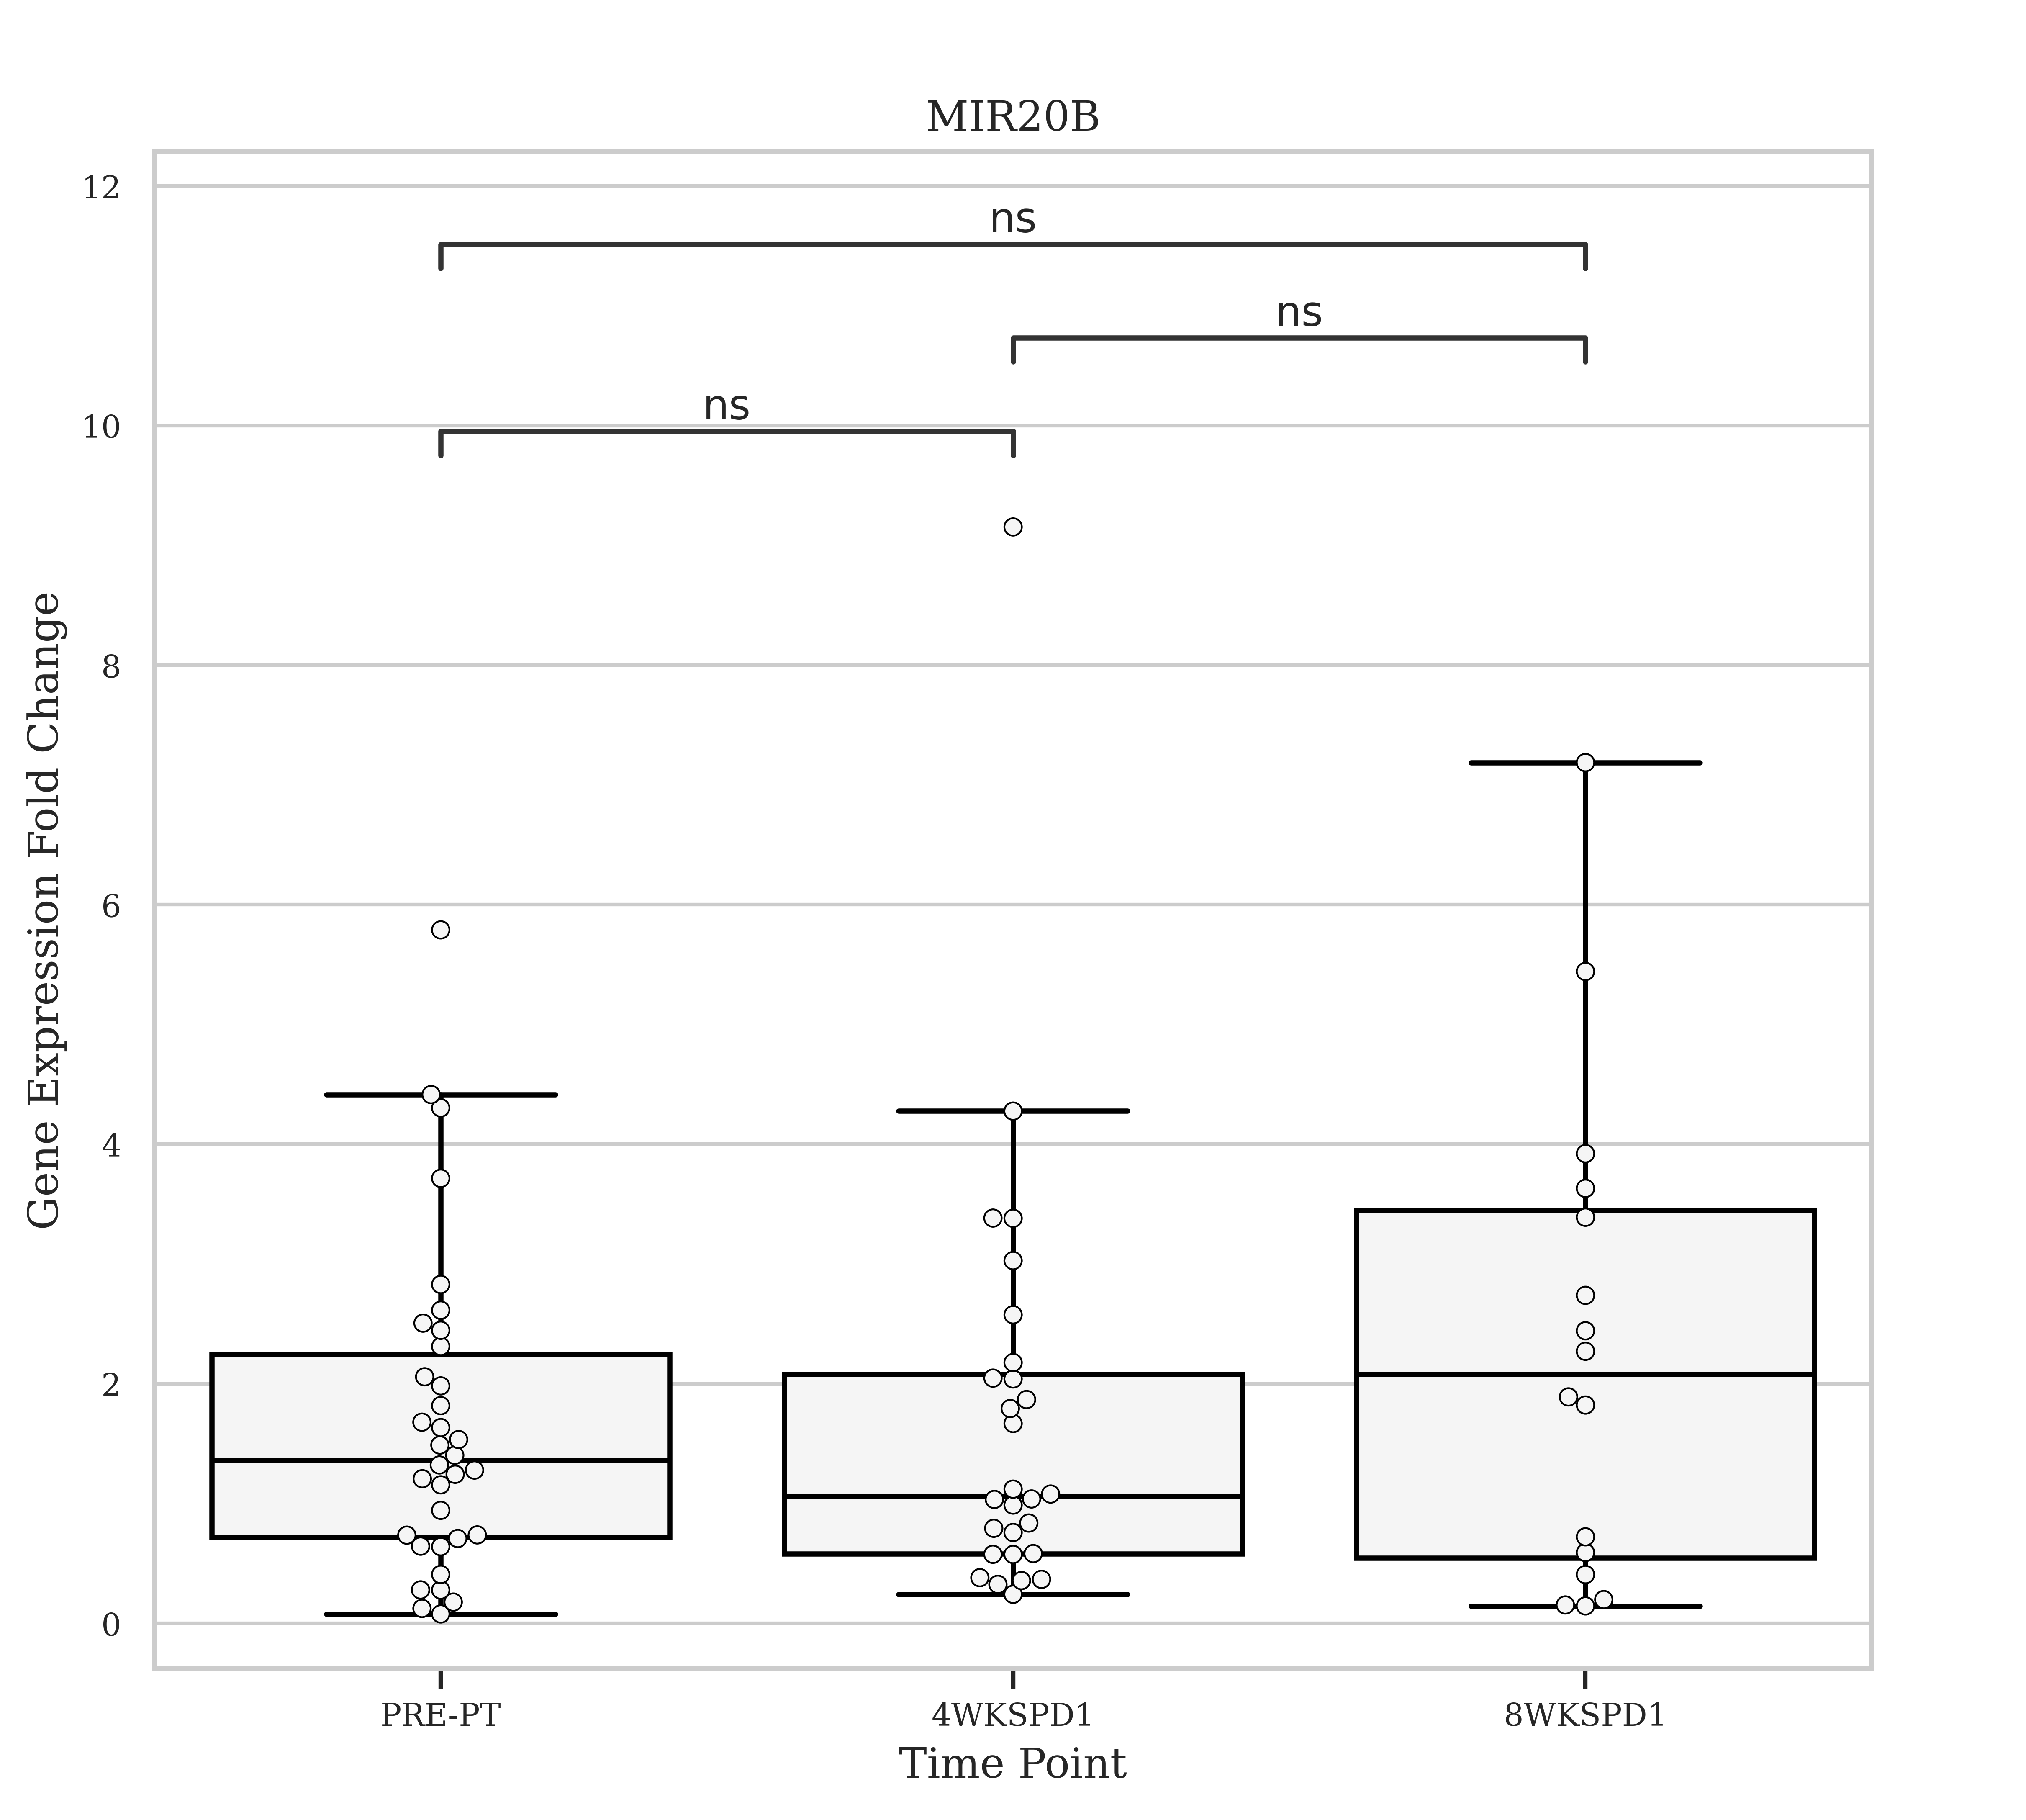 MIR20B
12
10
8
6
4
2
0
ns
ns
ns
Gene Expression Fold Change
PRE-PT
4WKSPD1
8WKSPD1
Time Point